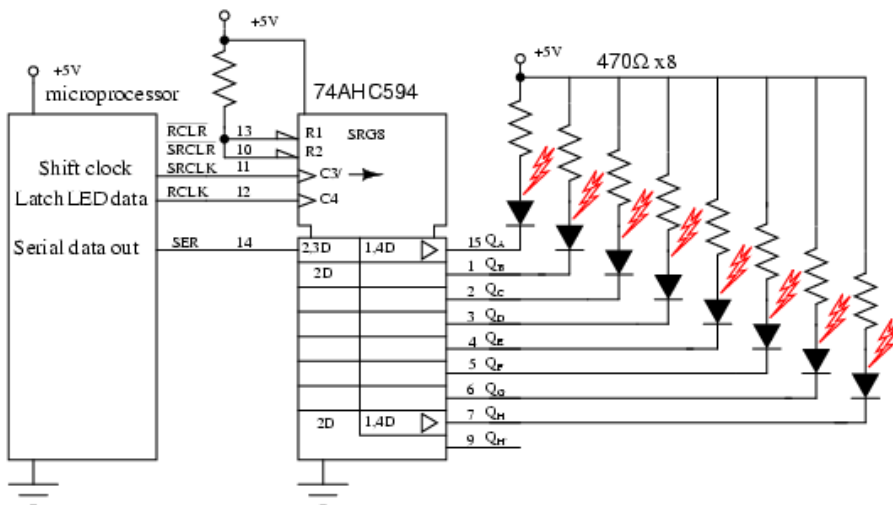 +5V
+5V
+5V
470Ω x8
microprocessor
74AHC594
RCLR 13 R1 SRG8
SRCLR 10 R2
Shift clock SRCLK 11 C3/
Latch LED data RCLK 12 C4
Serial data out SER 14 2,3D 1,4D 15 QA
2D 1 QB
2 QC
3 QD
4 QE
5 QF
6 QG
2D 1,4D 7 QH
9 QH'